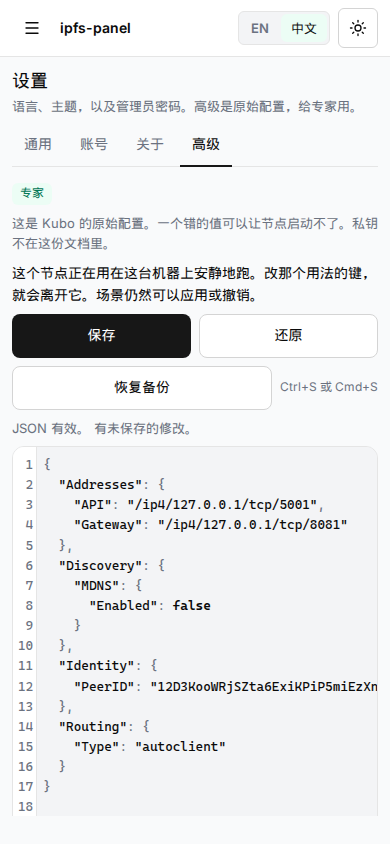 ipfs-panel
EN 中文
设置
语言、主题，以及管理员密码。高级是原始配置，给专家用。
通用 账号 关于 高级
专家
这是 Kubo 的原始配置。一个错的值可以让节点启动不了。私钥
不在这份文档里。
这个节点正在用在这台机器上安静地跑。改那个用法的键，
就会离开它。场景仍然可以应用或撤销。
保存 还原
恢复备份 Ctrl+S 或 Cmd+S
JSON 有效。 有未保存的修改。
1 {
2 "Addresses": {
3 "API": "/ip4/127.0.0.1/tcp/5001",
4 "Gateway": "/ip4/127.0.0.1/tcp/8081"
5 },
6 "Discovery": {
7 "MDNS": {
8 "Enabled": false
9 }
10 },
11 "Identity": {
12 "PeerID": "12D3KooWRjSZta6ExiKPiP5miEzXn
13 },
14 "Routing": {
15 "Type": "autoclient"
16 }
17 }
18